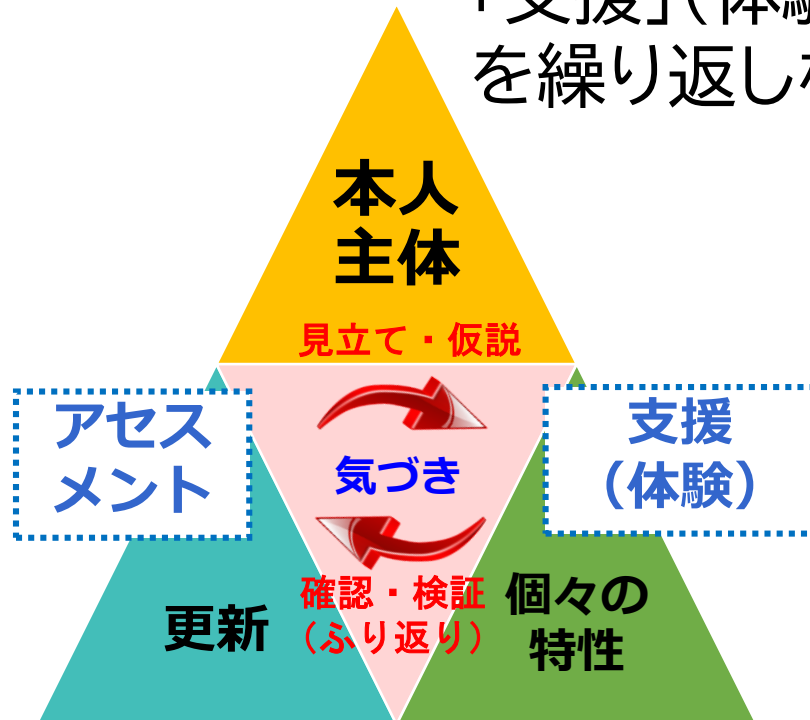 「支援」（体験
を繰り返しな
本人
主体
見立て・仮説
アセス
メント
支援
（体験）
気づき
確認・検証
（ふり返り）
更新
個々の
特性